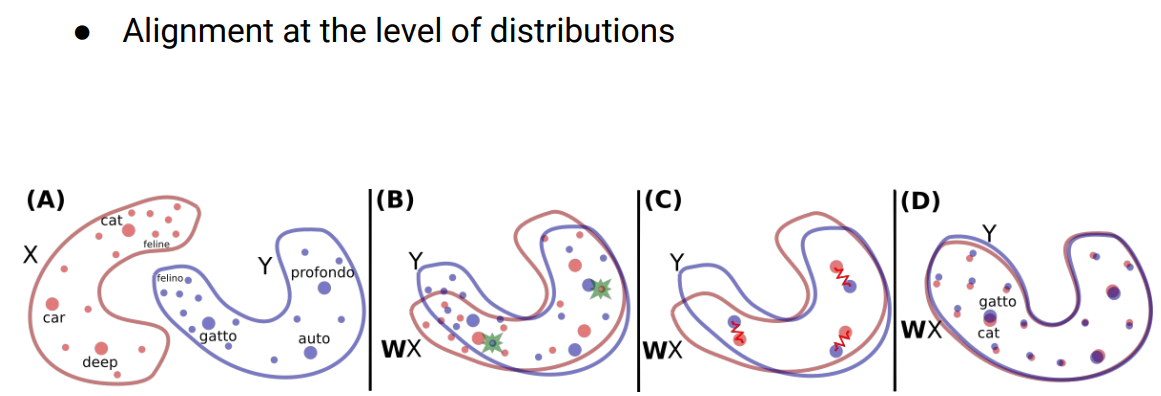 ● Alignment at the level of distributions
(A)
X
cat
feline
car
deep
Y
felino
profondo
gatto
auto
(B)
Y
WX
(C)
Y
WX
(D)
Y
gatto
cat
WX